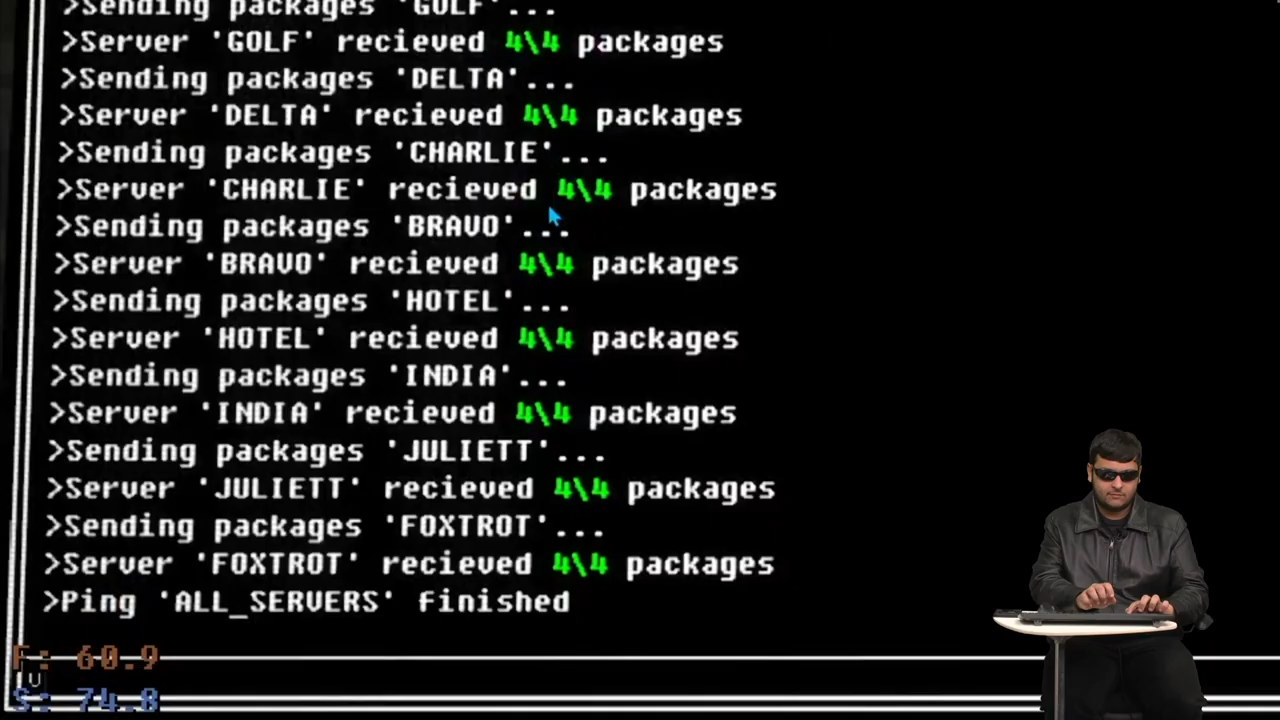 >Sending packages 'GOLF'...
>Server 'GOLF' recieved 4\4 packages
>Sending packages 'DELTA'...
>Server 'DELTA' recieved 4\4 packages
>Sending packages 'CHARLIE'...
>Server 'CHARLIE' recieved 4\4 packages
>Sending packages 'BRAVO'...
>Server 'BRAVO' recieved 4\4 packages
>Sending packages 'HOTEL'...
>Server 'HOTEL' recieved 4\4 packages
>Sending packages 'INDIA'...
>Server 'INDIA' recieved 4\4 packages
>Sending packages 'JULIETT'...
>Server 'JULIETT' recieved 4\4 packages
>Sending packages 'FOXTROT'...
>Server 'FOXTROT' recieved 4\4 packages
>Ping 'ALL_SERVERS' finished
F: 60.9
S: 74.8